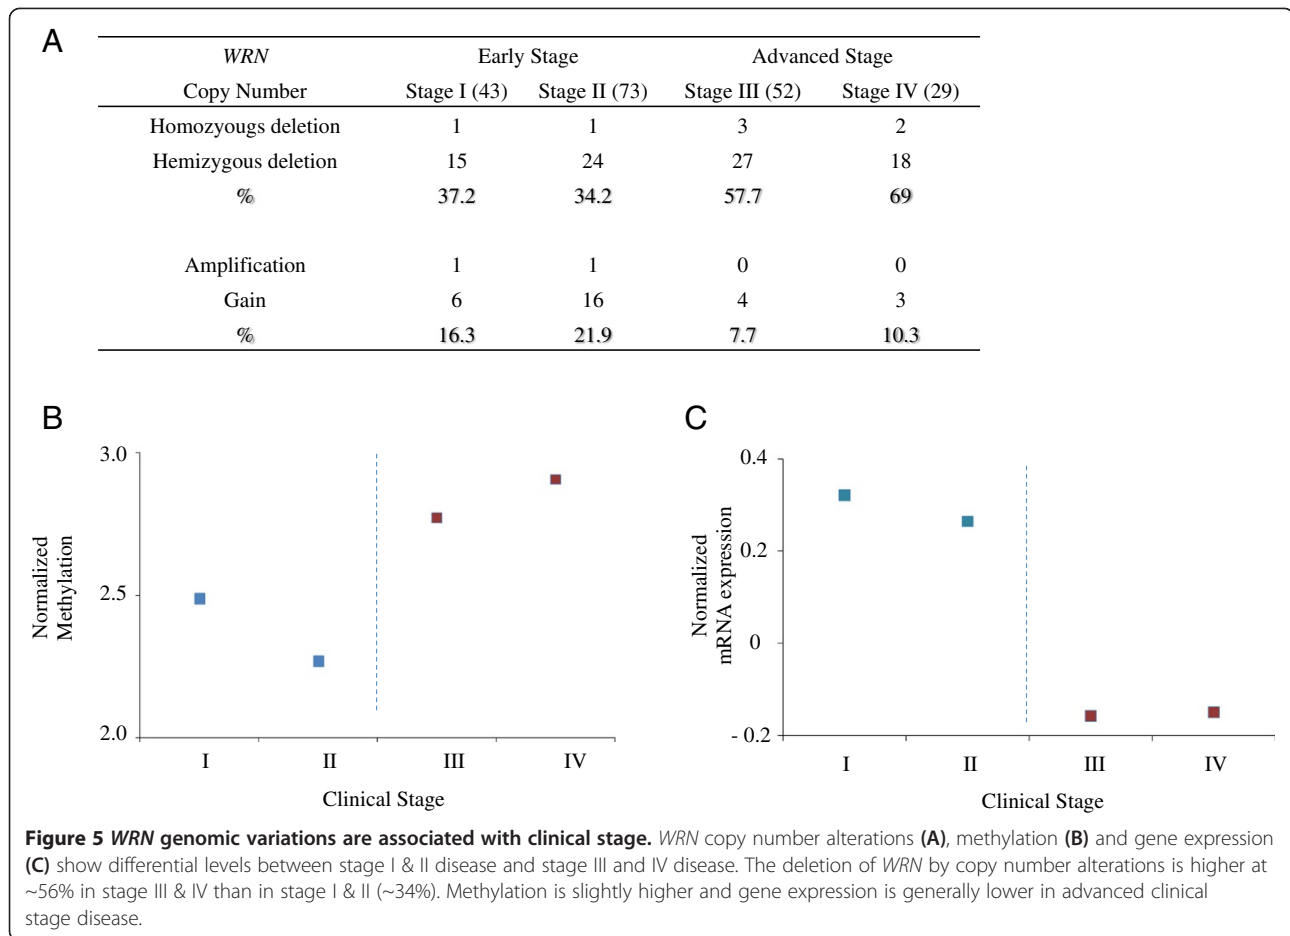 A
WRN Early Stage Advanced Stage
Copy Number Stage I (43) Stage II (73) Stage III (52) Stage IV (29)
Homozyougs deletion 1 1 3 2
Hemizygous deletion 15 24 27 18
% 37.2 34.2 57.7 69
Amplification 1 1 0 0
Gain 6 16 4 3
% 16.3 21.9 7.7 10.3
B
3.0
2.5
2.0
Normalized
Methylation
I II III IV
Clinical Stage
C
0.4
0.2
0
- 0.2
Normalized
mRNA expression
I II III IV
Clinical Stage
Figure 5 WRN genomic variations are associated with clinical stage. WRN copy number alterations (A), methylation (B) and gene expression
(C) show differential levels between stage I & II disease and stage III and IV disease. The deletion of WRN by copy number alterations is higher at
~56% in stage III & IV than in stage I & II (~34%). Methylation is slightly higher and gene expression is generally lower in advanced clinical
stage disease.